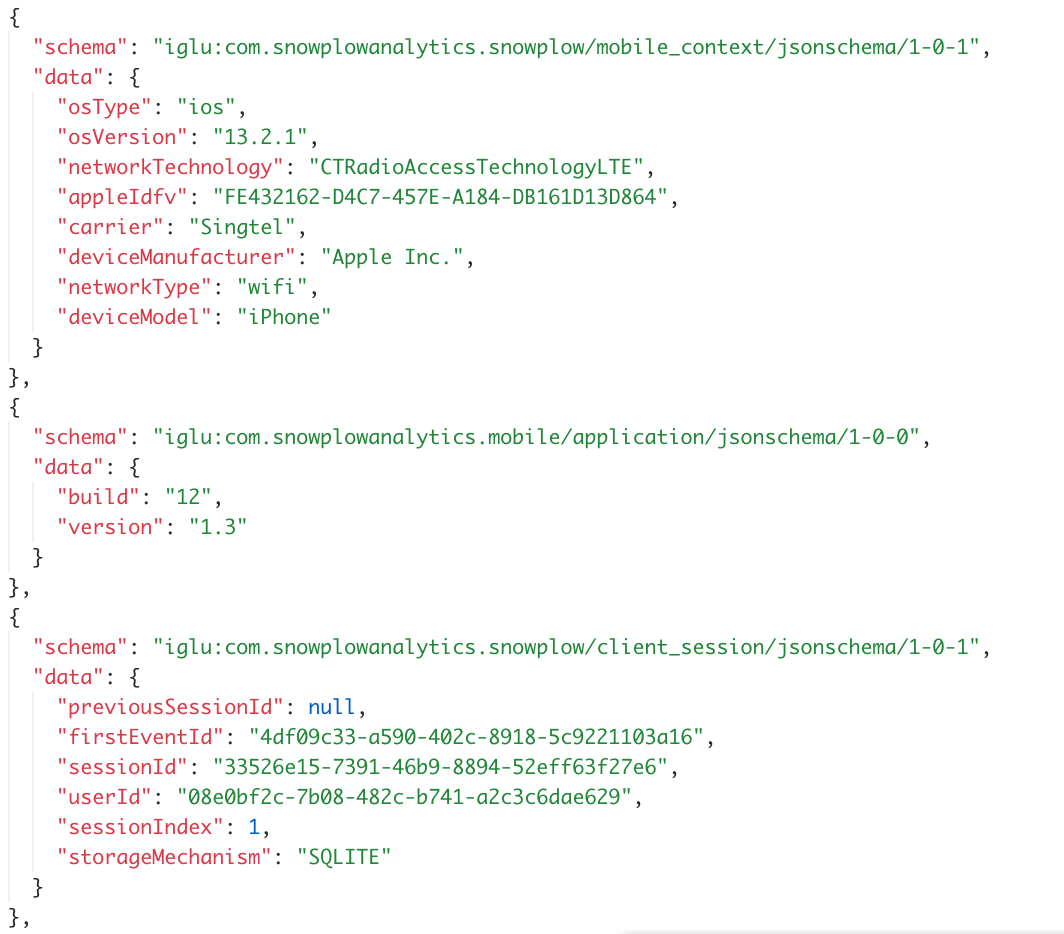 {
"schema": "iglu:com.snowplowanalytics.snowplow/mobile_context/jsonschema/1-0-1",
"data": {
"osType": "ios",
"osVersion": "13.2.1",
"networkTechnology": "CTRadioAccessTechnologyLTE",
"appleIdfv": "FE432162-D4C7-457E-A184-DB161D13D864",
"carrier": "Singtel",
"deviceManufacturer": "Apple Inc.",
"networkType": "wifi",
"deviceModel": "iPhone"
}
},
{
"schema": "iglu:com.snowplowanalytics.mobile/application/jsonschema/1-0-0",
"data": {
"build": "12",
"version": "1.3"
}
},
{
"schema": "iglu:com.snowplowanalytics.snowplow/client_session/jsonschema/1-0-1",
"data": {
"previousSessionId": null,
"firstEventId": "4df09c33-a590-402c-8918-5c9221103a16",
"sessionId": "33526e15-7391-46b9-8894-52eff63f27e6",
"userId": "08e0bf2c-7b08-482c-b741-a2c3c6dae629",
"sessionIndex": 1,
"storageMechanism": "SQLITE"
}
},